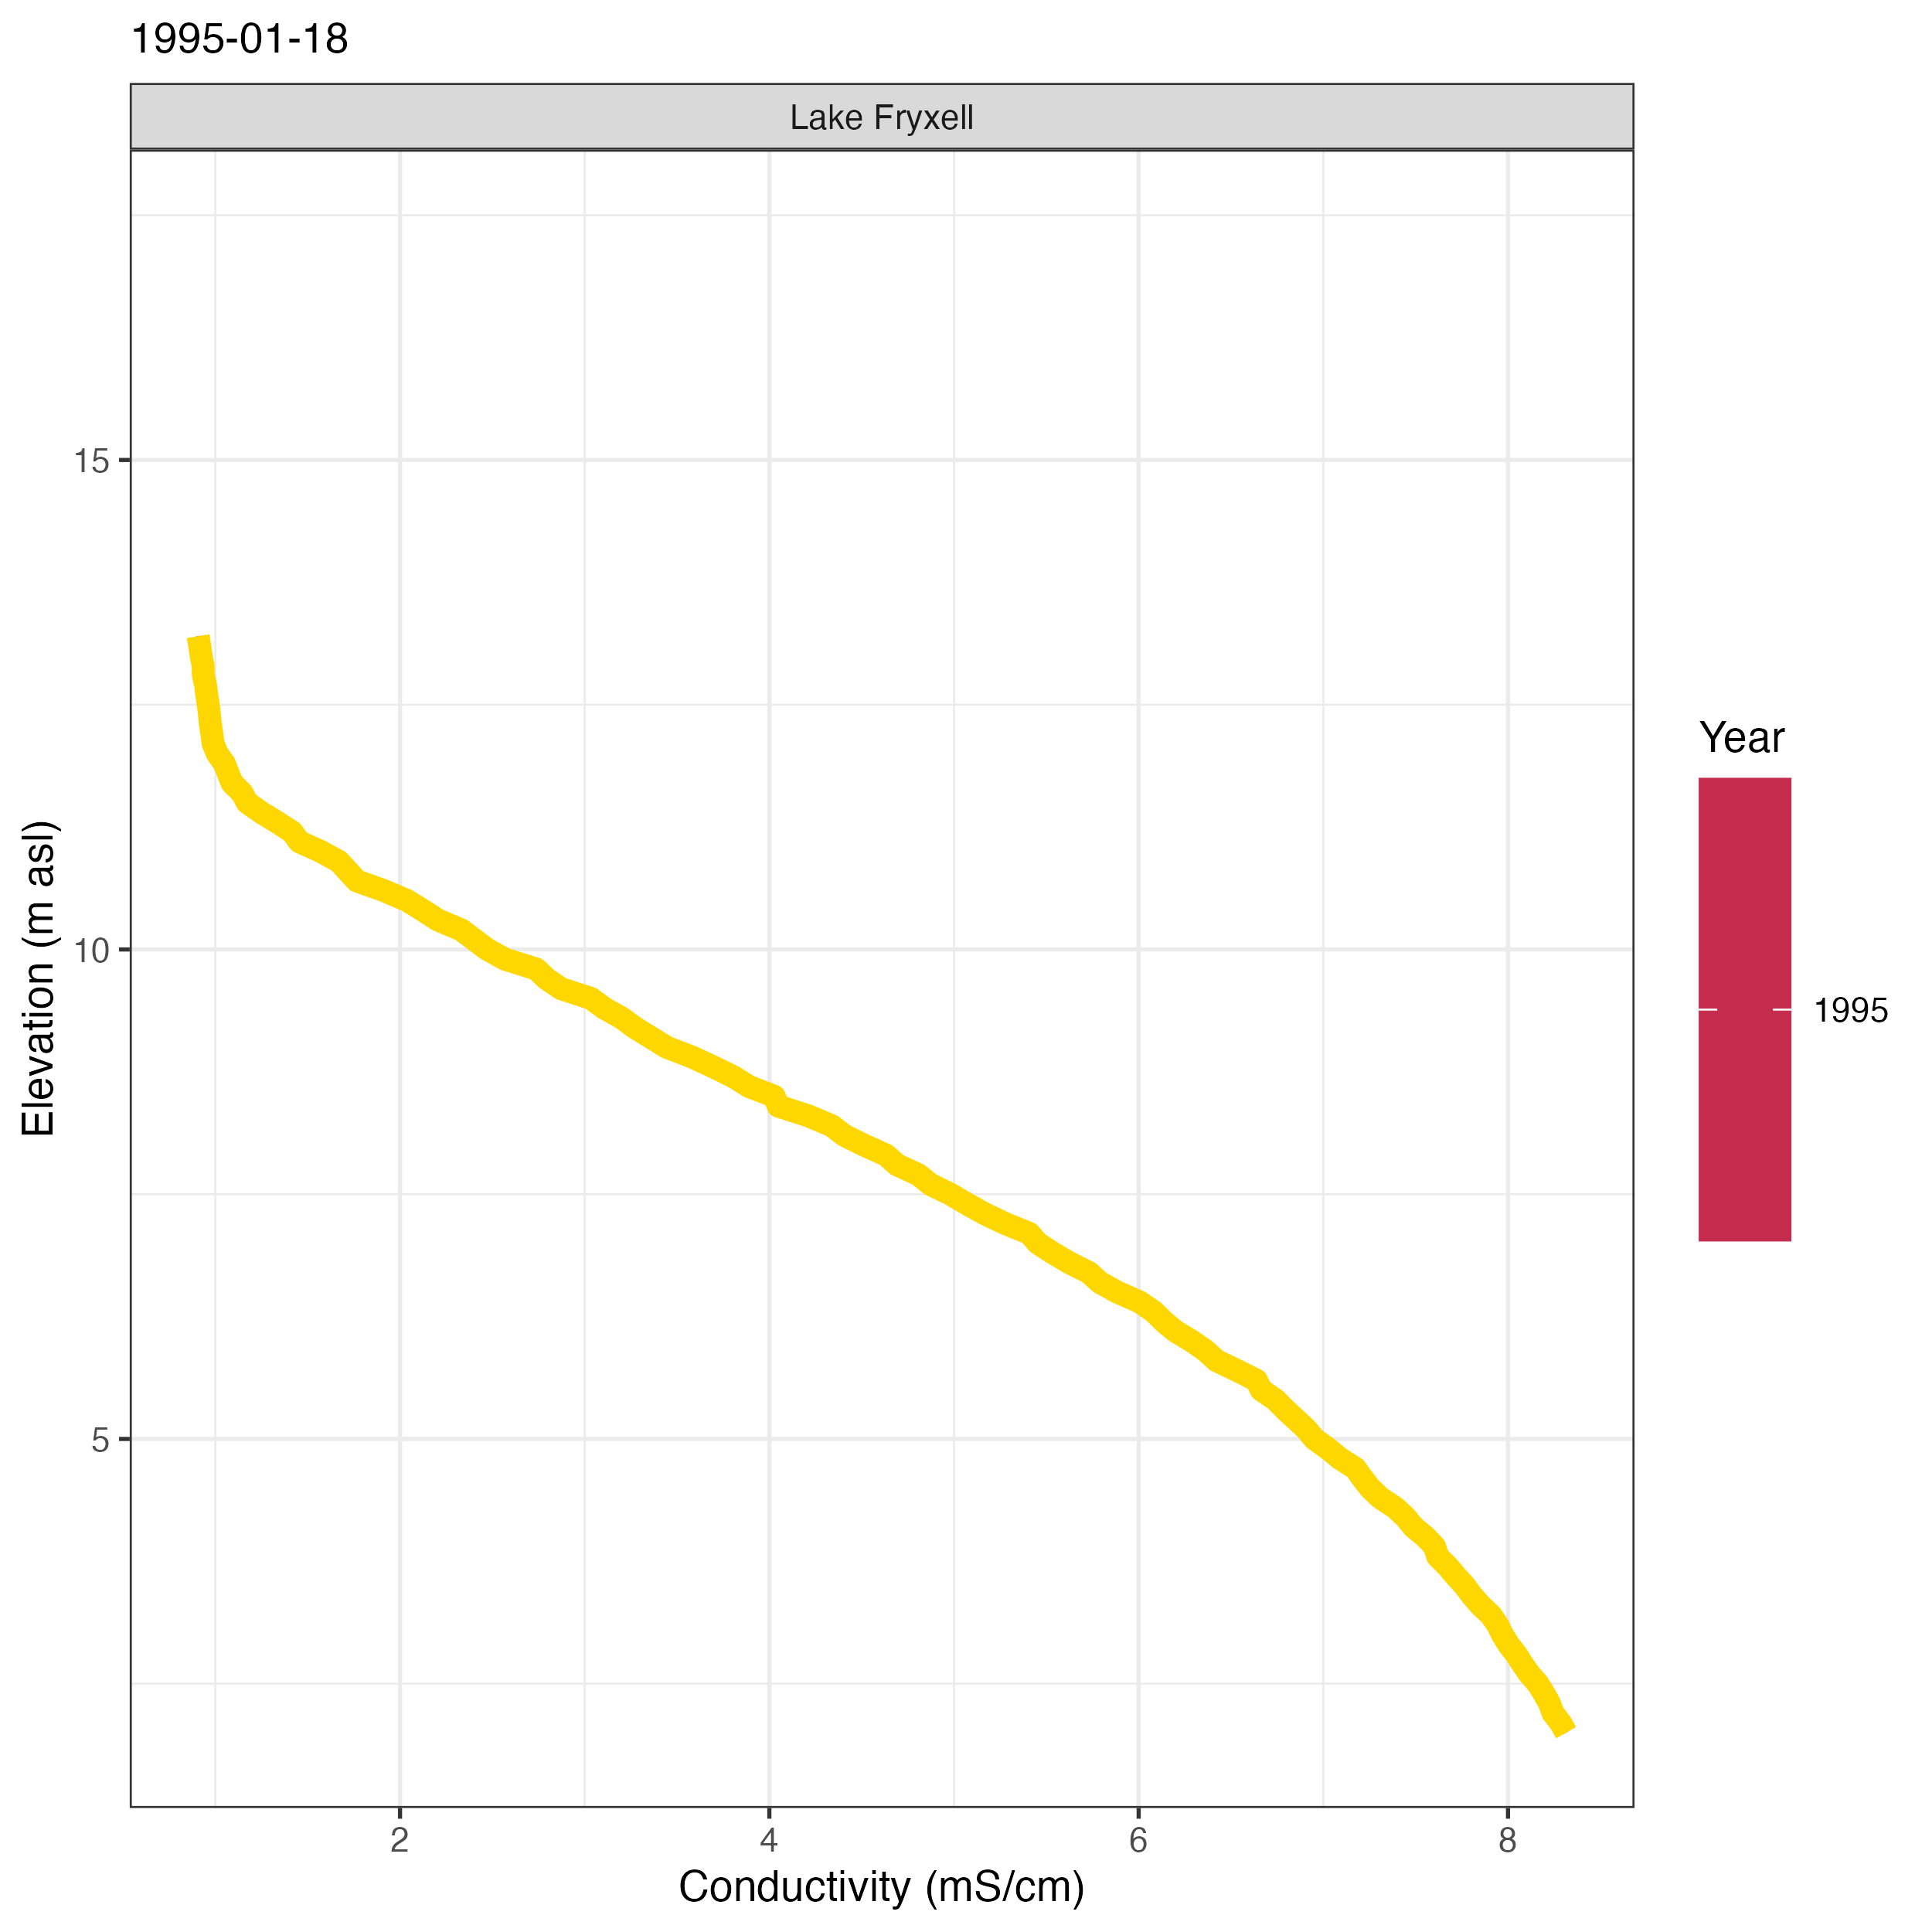 1995-01-18
Lake Fryxell
15
10
5
Elevation (m asl)
2 4 6 8
Conductivity (mS/cm)
Year
1995